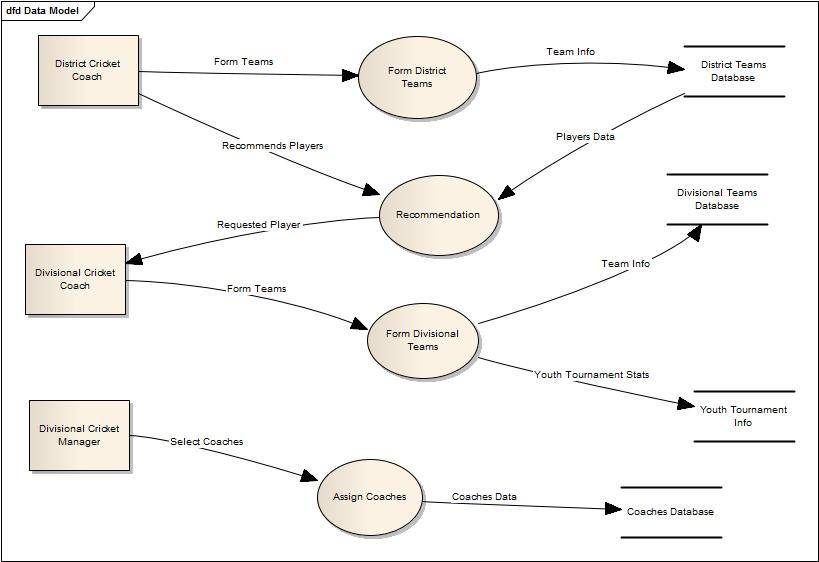 dfd Data Model
District Cricket
Coach
Form Teams
Form District
Teams
Team Info
District Teams
Database
Recommends Players
Players Data
Recommendation
Divisional Teams
Database
Requested Player
Divisional Cricket
Coach
Form Teams
Team Info
Form Divisional
Teams
Youth Tournament Stats
Youth Tournament
Info
Divisional Cricket
Manager
Select Coaches
Assign Coaches
Coaches Data
Coaches Database